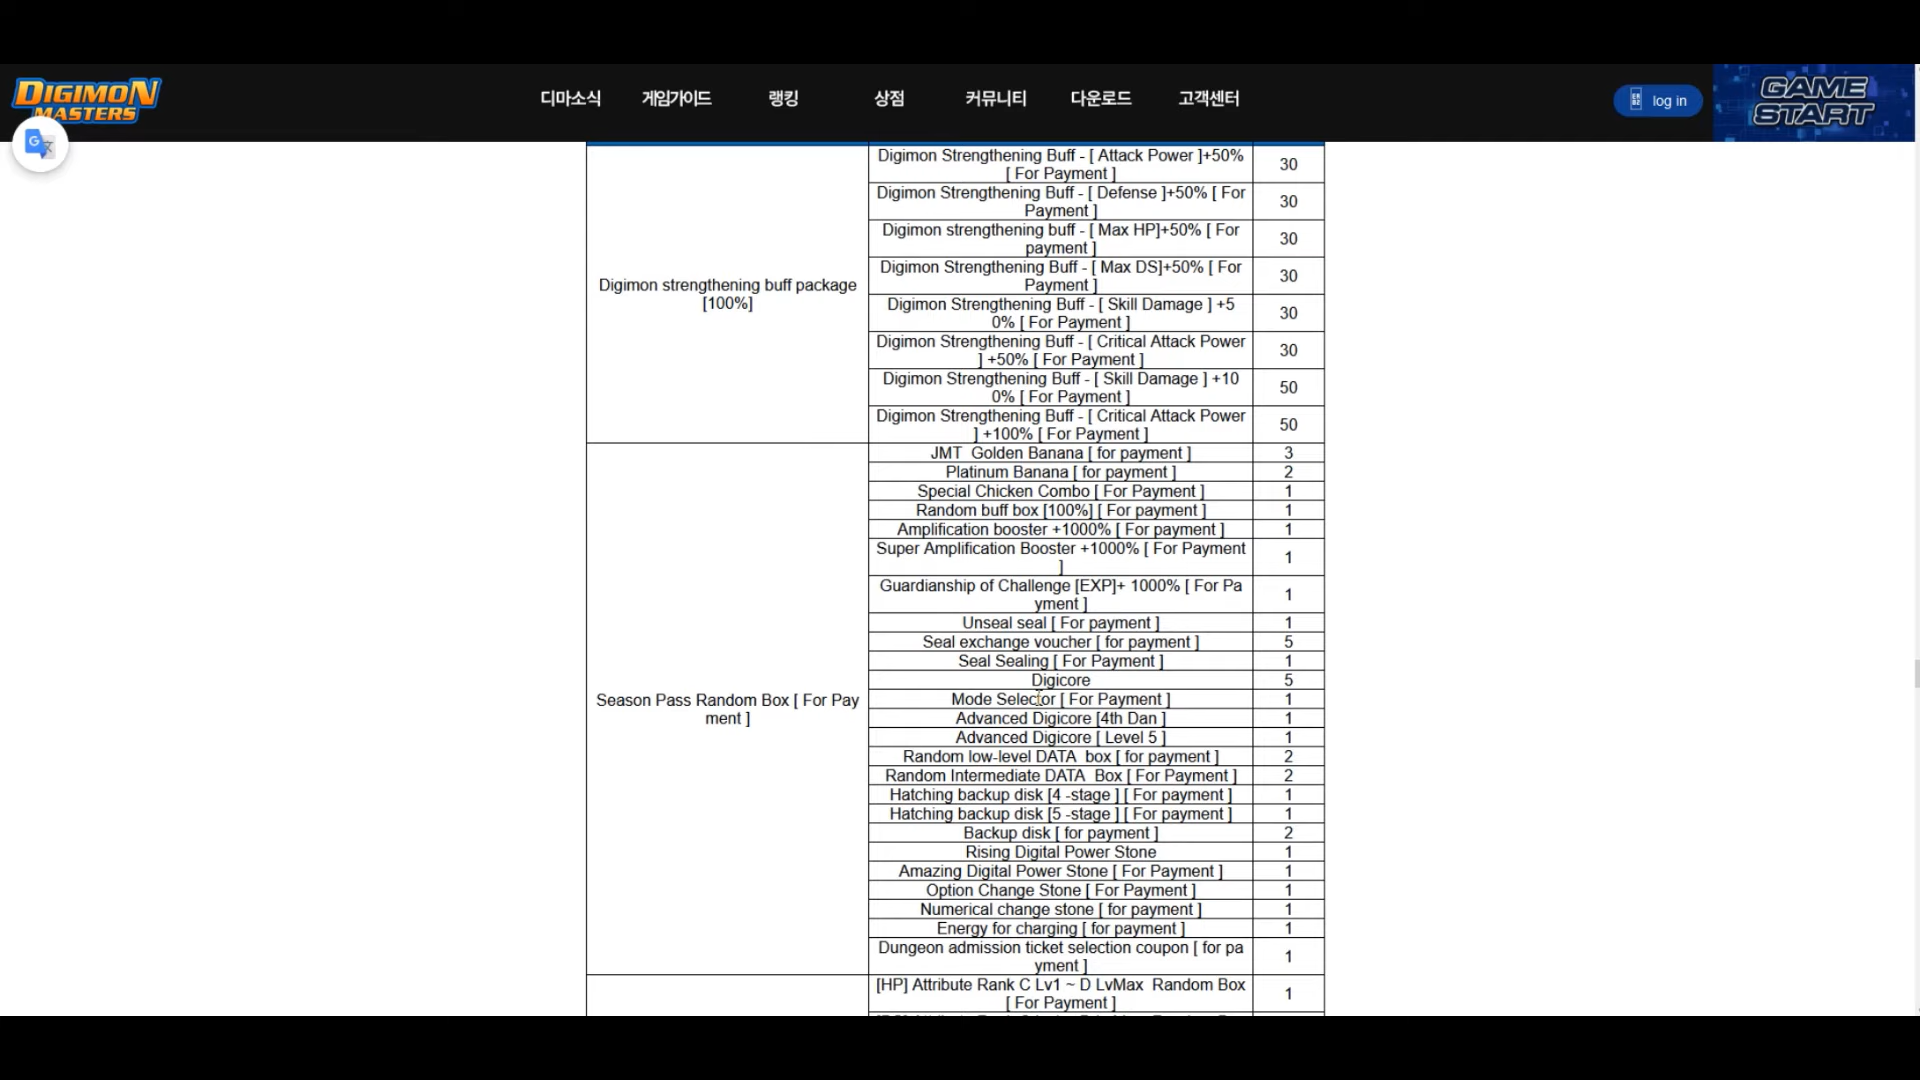 DIGIMON
MASTERS
디마소식
게임가이드
랭킹
상점
커뮤니티
다운로드
고객센터
log in
GAME
START
Digimon strengthening buff package
[100%]
Digimon Strengthening Buff - [ Attack Power ]+50%
[ For Payment ]
30
Digimon Strengthening Buff - [ Defense ]+50% [ For
Payment ]
30
Digimon strengthening buff - [ Max HP]+50% [ For
payment ]
30
Digimon Strengthening Buff - [ Max DS]+50% [ For
Payment ]
30
Digimon Strengthening Buff - [ Skill Damage ] +5
0% [ For Payment ]
30
Digimon Strengthening Buff - [ Critical Attack Power
] +50% [ For Payment ]
30
Digimon Strengthening Buff - [ Skill Damage ] +10
0% [ For Payment ]
50
Digimon Strengthening Buff - [ Critical Attack Power
] +100% [ For Payment ]
50
Season Pass Random Box [ For Pay
ment ]
JMT  Golden Banana [ for payment ] 3
Platinum Banana [ for payment ] 2
Special Chicken Combo [ For Payment ] 1
Random buff box [100%] [ For payment ] 1
Amplification booster +1000% [ For payment ] 1
Super Amplification Booster +1000% [ For Payment
]
1
Guardianship of Challenge [EXP]+ 1000% [ For Pa
yment ]
1
Unseal seal [ For payment ] 1
Seal exchange voucher [ for payment ] 5
Seal Sealing [ For Payment ] 1
Digicore 5
Mode Selector [ For Payment ] 1
Advanced Digicore [4th Dan ] 1
Advanced Digicore [ Level 5 ] 1
Random low-level DATA  box [ for payment ] 2
Random Intermediate DATA  Box [ For Payment ] 2
Hatching backup disk [4 -stage ] [ For payment ] 1
Hatching backup disk [5 -stage ] [ For payment ] 1
Backup disk [ for payment ] 2
Rising Digital Power Stone 1
Amazing Digital Power Stone [ For Payment ] 1
Option Change Stone [ For Payment ] 1
Numerical change stone [ for payment ] 1
Energy for charging [ for payment ] 1
Dungeon admission ticket selection coupon [ for pa
yment ]
1
[HP] Attribute Rank C Lv1 ~ D LvMax  Random Box
[ For Payment ]
1